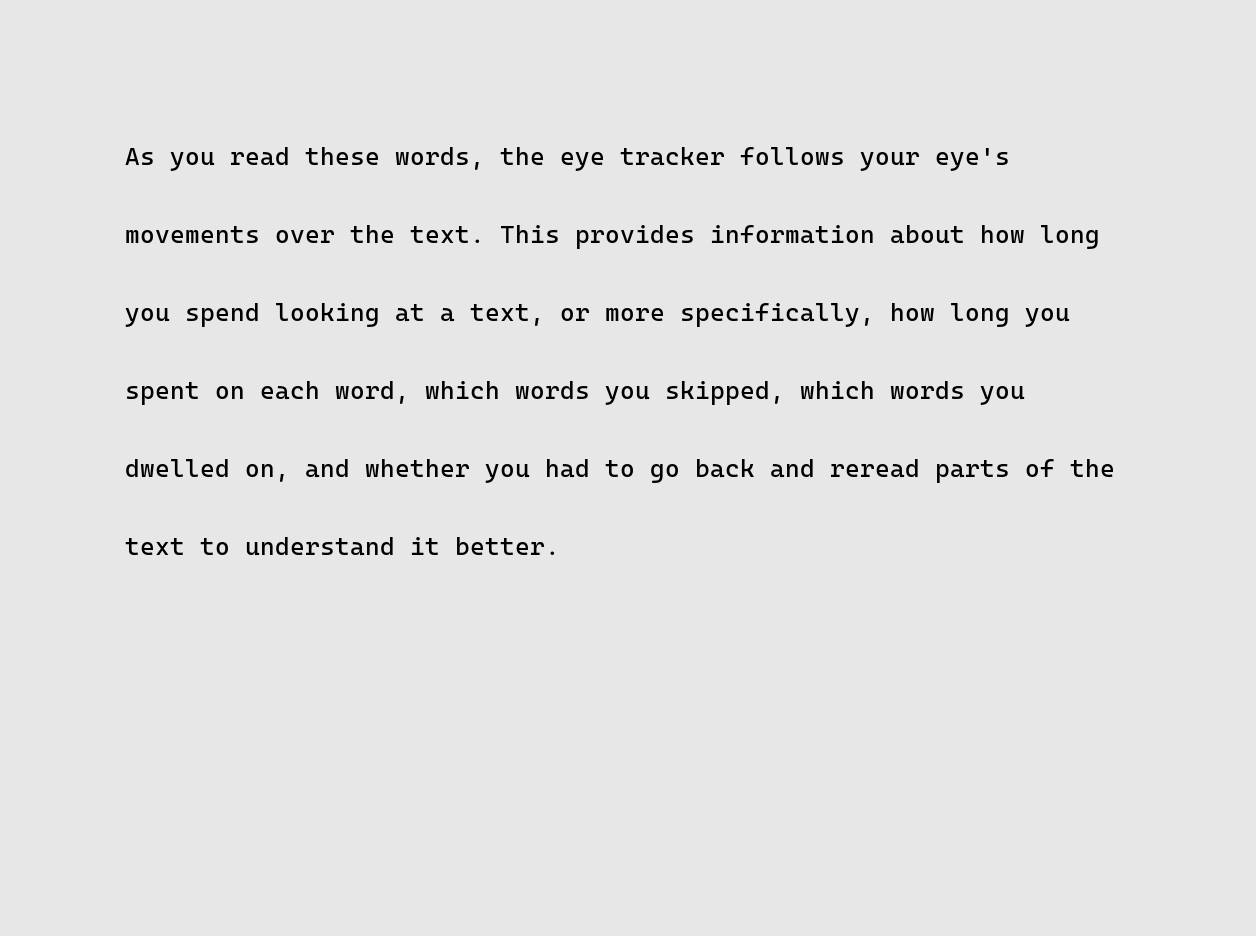 As you read these words, the eye tracker follows your eye's
movements over the text. This provides information about how long
you spend looking at a text, or more specifically, how long you
spent on each word, which words you skipped, which words you
dwelled on, and whether you had to go back and reread parts of the
text to understand it better.